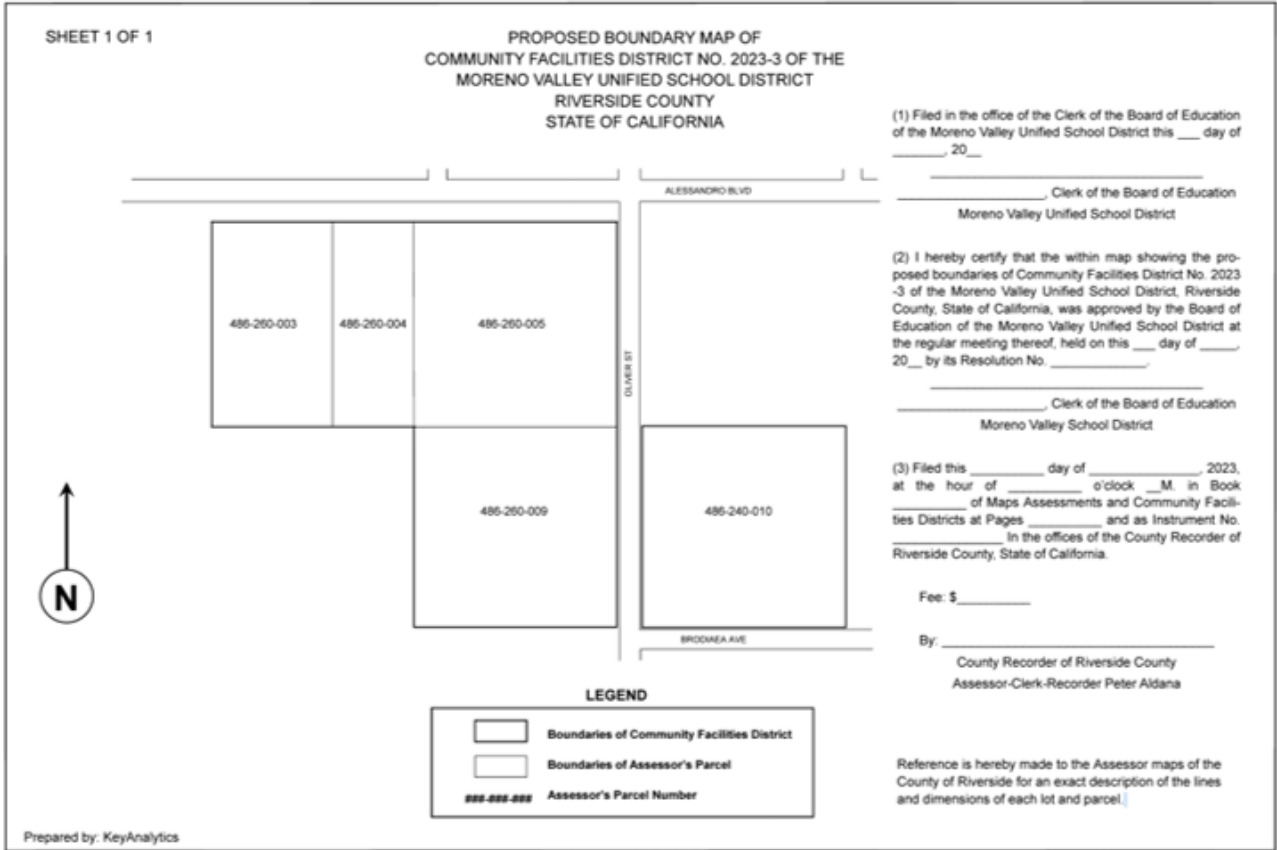 SHEET 1 OF 1
PROPOSED BOUNDARY MAP OF
COMMUNITY FACILITIES DISTRICT NO. 2023-3 OF THE
MORENO VALLEY UNIFIED SCHOOL DISTRICT
RIVERSIDE COUNTY
STATE OF CALIFORNIA
ALESSANDRO BLVD
486-260-003
486-260-004
486-260-005
OLIVER ST
486-260-009
486-240-010
BRODIAEA AVE
N
LEGEND
Boundaries of Community Facilities District
Boundaries of Assessor's Parcel
###-###-### Assessor's Parcel Number
Prepared by: KeyAnalytics
(1) Filed in the office of the Clerk of the Board of Education
of the Moreno Valley Unified School District this ___ day of
_______, 20__
____________________, Clerk of the Board of Education
Moreno Valley Unified School District
(2) I hereby certify that the within map showing the pro-
posed boundaries of Community Facilities District No. 2023
-3 of the Moreno Valley Unified School District, Riverside
County, State of California, was approved by the Board of
Education of the Moreno Valley Unified School District at
the regular meeting thereof, held on this ___ day of _____,
20__ by its Resolution No. _____________.
____________________, Clerk of the Board of Education
Moreno Valley School District
(3) Filed this __________ day of _______________, 2023,
at the hour of __________ o'clock __M. in Book
__________ of Maps Assessments and Community Facili-
ties Districts at Pages __________ and as Instrument No.
_______________ In the offices of the County Recorder of
Riverside County, State of California.
Fee: $__________
By: _____________________________________
County Recorder of Riverside County
Assessor-Clerk-Recorder Peter Aldana
Reference is hereby made to the Assessor maps of the
County of Riverside for an exact description of the lines
and dimensions of each lot and parcel.